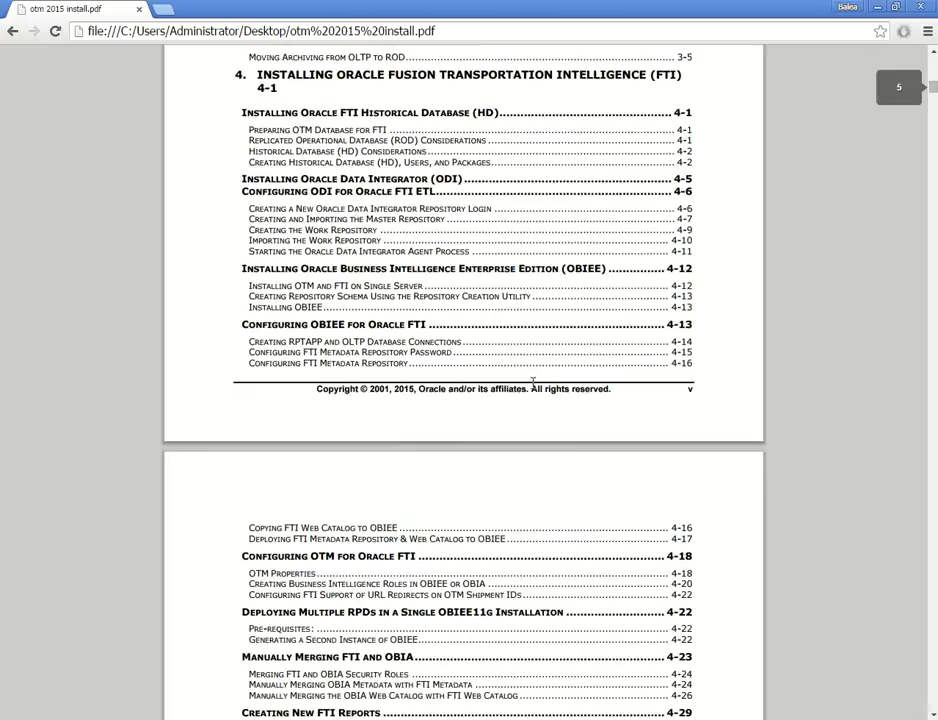 otm 2015 install.pdf
Balea
file:///C:/Users/Administrator/Desktop/otm%202015%20install.pdf
5
MOVING ARCHIVING FROM OLTP TO ROD.......................................................................................... 3-5
4. INSTALLING ORACLE FUSION TRANSPORTATION INTELLIGENCE (FTI)
4-1
INSTALLING ORACLE FTI HISTORICAL DATABASE (HD)................................................ 4-1
PREPARING OTM DATABASE FOR FTI ................................................................................ 4-1
REPLICATED OPERATIONAL DATABASE (ROD) CONSIDERATIONS ...................................................... 4-1
HISTORICAL DATABASE (HD) CONSIDERATIONS...................................................................... 4-2
CREATING HISTORICAL DATABASE (HD), USERS, AND PACKAGES.................................................... 4-2
INSTALLING ORACLE DATA INTEGRATOR (ODI) ......................................................... 4-5
CONFIGURING ODI FOR ORACLE FTI ETL................................................................ 4-6
CREATING A NEW ORACLE DATA INTEGRATOR REPOSITORY LOGIN .................................................... 4-6
CREATING AND IMPORTING THE MASTER REPOSITORY ................................................................ 4-7
CREATING THE WORK REPOSITORY .................................................................................. 4-9
IMPORTING THE WORK REPOSITORY ................................................................................ 4-10
STARTING THE ORACLE DATA INTEGRATOR AGENT PROCESS ......................................................... 4-11
INSTALLING ORACLE BUSINESS INTELLIGENCE ENTERPRISE EDITION (OBIEE) ................ 4-12
INSTALLING OTM AND FTI ON SINGLE SERVER ...................................................................... 4-12
CREATING REPOSITORY SCHEMA USING THE REPOSITORY CREATION UTILITY ........................................ 4-13
INSTALLING OBIEE................................................................................................ 4-13
CONFIGURING OBIEE FOR ORACLE FTI ................................................................. 4-13
CREATING RPTAPP AND OLTP DATABASE CONNECTIONS ............................................................ 4-14
CONFIGURING FTI METADATA REPOSITORY PASSWORD.............................................................. 4-15
CONFIGURING FTI METADATA REPOSITORY.......................................................................... 4-16
Copyright © 2001, 2015, Oracle and/or its affiliates. All rights reserved.
v
COPYING FTI WEB CATALOG TO OBIEE ............................................................................ 4-16
DEPLOYING FTI METADATA REPOSITORY & WEB CATALOG TO OBIEE ................................................ 4-17
CONFIGURING OTM FOR ORACLE FTI .................................................................... 4-18
OTM PROPERTIES.................................................................................................. 4-18
CREATING BUSINESS INTELLIGENCE ROLES IN OBIEE OR OBIA ..................................................... 4-20
CONFIGURING FTI SUPPORT OF URL REDIRECTS ON OTM SHIPMENT IDS............................................. 4-22
DEPLOYING MULTIPLE RPDS IN A SINGLE OBIEE11G INSTALLATION ........................... 4-22
PRE-REQUISITES: .................................................................................................. 4-22
GENERATING A SECOND INSTANCE OF OBIEE........................................................................ 4-22
MANUALLY MERGING FTI AND OBIA...................................................................... 4-23
MERGING FTI AND OBIA SECURITY ROLES .......................................................................... 4-24
MANUALLY MERGING OBIA METADATA WITH FTI METADATA ......................................................... 4-24
MANUALLY MERGING THE OBIA WEB CATALOG WITH FTI WEB CATALOG ............................................. 4-26
CREATING NEW FTI REPORTS .............................................................................. 4-29